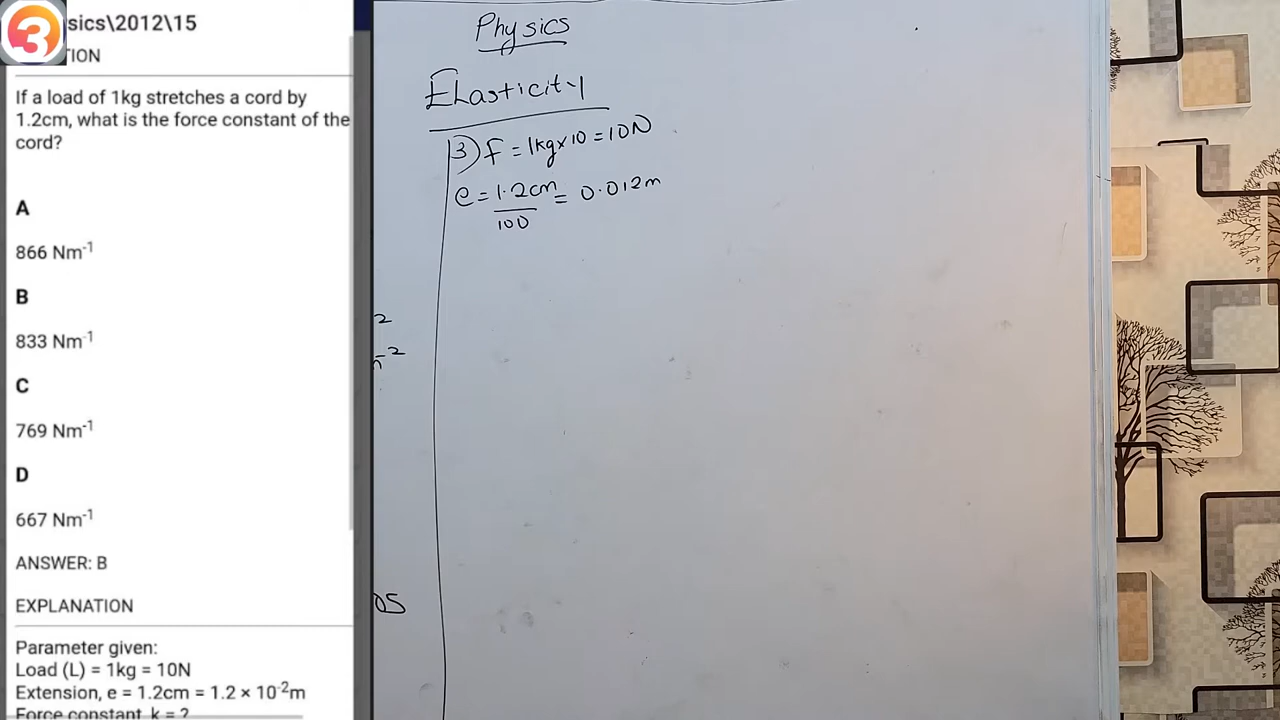 3
sics\2012\15
TION
If a load of 1kg stretches a cord by
1.2cm, what is the force constant of the
cord?
A
866 Nm⁻¹
B
833 Nm⁻¹
C
769 Nm⁻¹
D
667 Nm⁻¹
ANSWER: B
EXPLANATION
Parameter given:
Load (L) = 1kg = 10N
Extension, e = 1.2cm = 1.2 × 10⁻²m
Force constant, k = ?
Physics
Elasticity
3) f = 1kg×10 = 10N
e = 1.2cm/100 = 0.012m